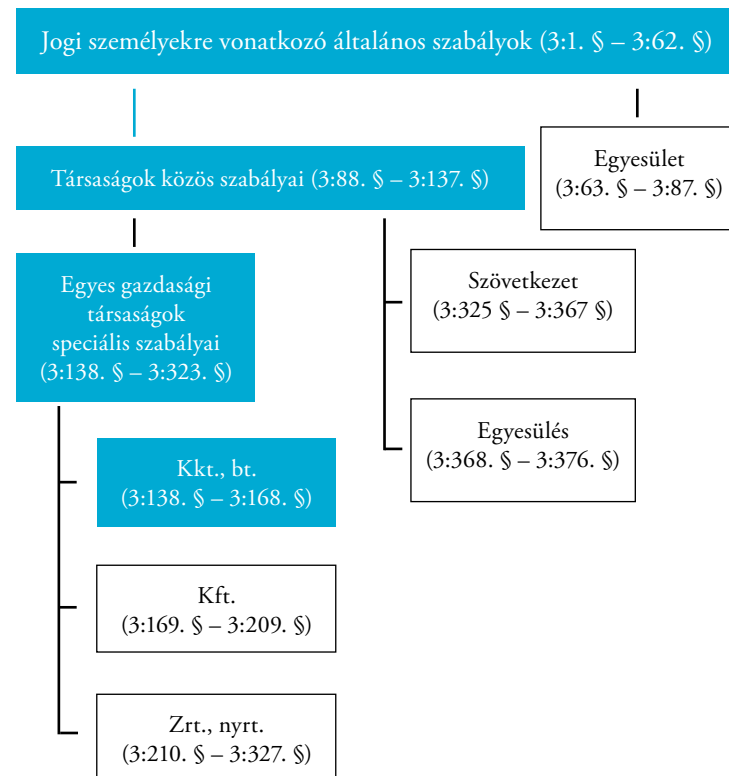 Jogi személyekre vonatkozó általános szabályok (3:1. § – 3:62. §)
Társaságok közös szabályai (3:88. § – 3:137. §)
Egyesület
(3:63. § – 3:87. §)
Egyes gazdasági
társaságok
speciális szabályai
(3:138. § – 3:323. §)
Szövetkezet
(3:325 § – 3:367 §)
Egyesülés
(3:368. § – 3:376. §)
Kkt., bt.
(3:138. § – 3:168. §)
Kft.
(3:169. § – 3:209. §)
Zrt., nyrt.
(3:210. § – 3:327. §)